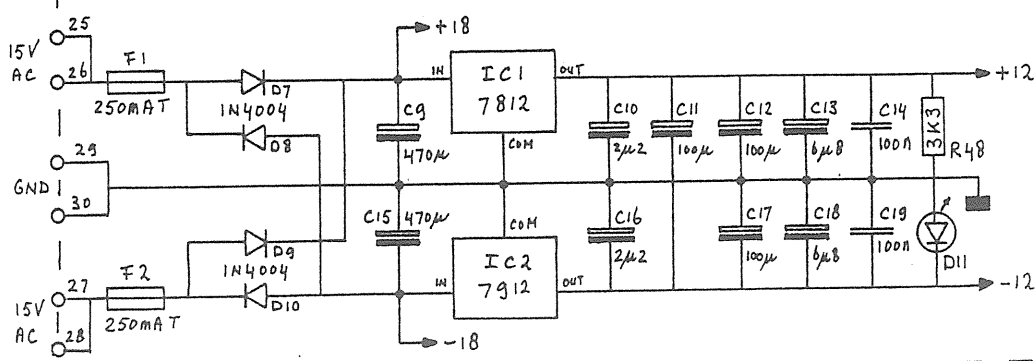 25
15V
AC
26
F1
250mAT
D7
1N4004
D8
+18
C9
470µ
IN
IC1
7812
OUT
COM
C10
2µ2
C11
100µ
C12
100µ
C13
6µ8
C14
100n
+12
3K3
R48
29
GND
30
C15
470µ
COM
IC2
7912
IN
OUT
C16
2µ2
C17
100µ
C18
6µ8
C19
100n
D11
-12
D9
1N4004
D10
F2
250mAT
27
15V
AC
28
-18